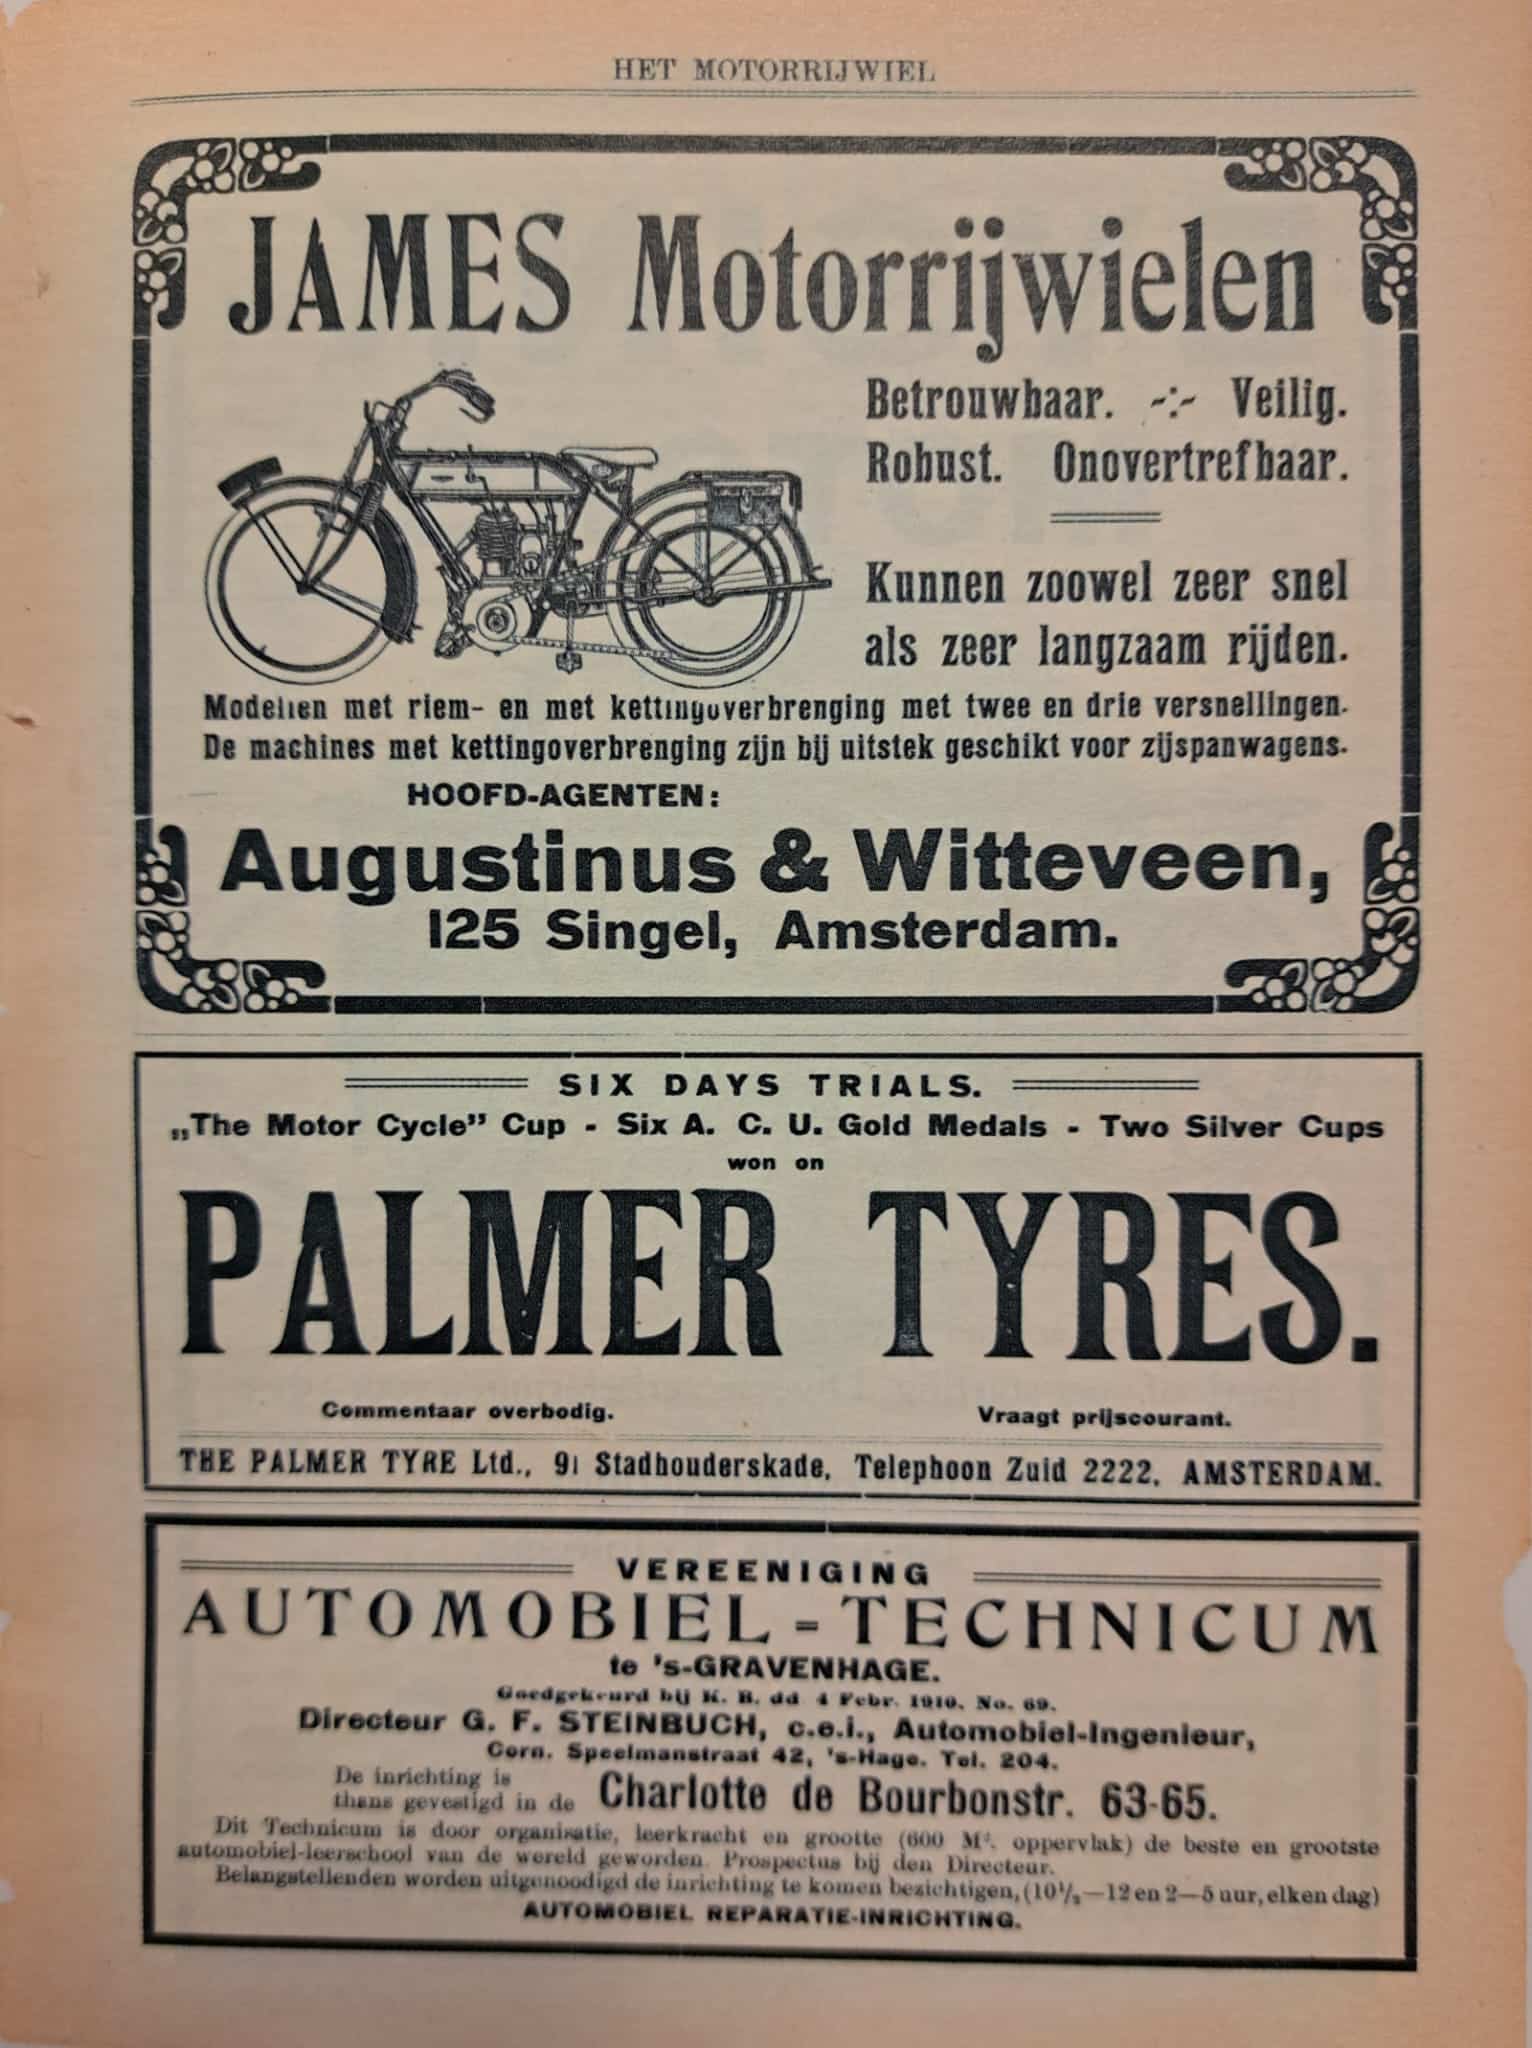 HET MOTORRIJWIEL
JAMES Motorrijwielen
Betrouwbaar. -:- Veilig.
Robust. Onovertrefbaar.
Kunnen zoowel zeer snel
als zeer langzaam rijden.
Modellen met riem- en met kettingoverbrenging met twee en drie versnellingen.
De machines met kettingoverbrenging zijn bij uitstek geschikt voor zijspanwagens.
HOOFD-AGENTEN:
Augustinus & Witteveen,
125 Singel, Amsterdam.
SIX DAYS TRIALS.
„The Motor Cycle” Cup - Six A. C. U. Gold Medals - Two Silver Cups
won on
PALMER TYRES.
Commentaar overbodig. Vraagt prijscourant.
THE PALMER TYRE Ltd., 91 Stadhouderskade, Telephoon Zuid 2222, AMSTERDAM.
VEREENIGING
AUTOMOBIEL-TECHNICUM
te 's-GRAVENHAGE.
Goedgekeurd bij K. B. dd 4 Febr. 1910. No. 69.
Directeur G. F. STEINBUCH, c.e.i., Automobiel-Ingenieur,
Corn. Speelmanstraat 42, 's-Hage. Tel. 204.
De inrichting is
thans gevestigd in de Charlotte de Bourbonstr. 63-65.
Dit Technicum is door organisatie, leerkracht en grootte (600 M². oppervlak) de beste en grootste
automobiel-leerschool van de wereld geworden. Prospectus bij den Directeur.
Belangstellenden worden uitgenoodigd de inrichting te komen bezichtigen, (10½—12 en 2—5 uur, elken dag)
AUTOMOBIEL REPARATIE-INRICHTING.